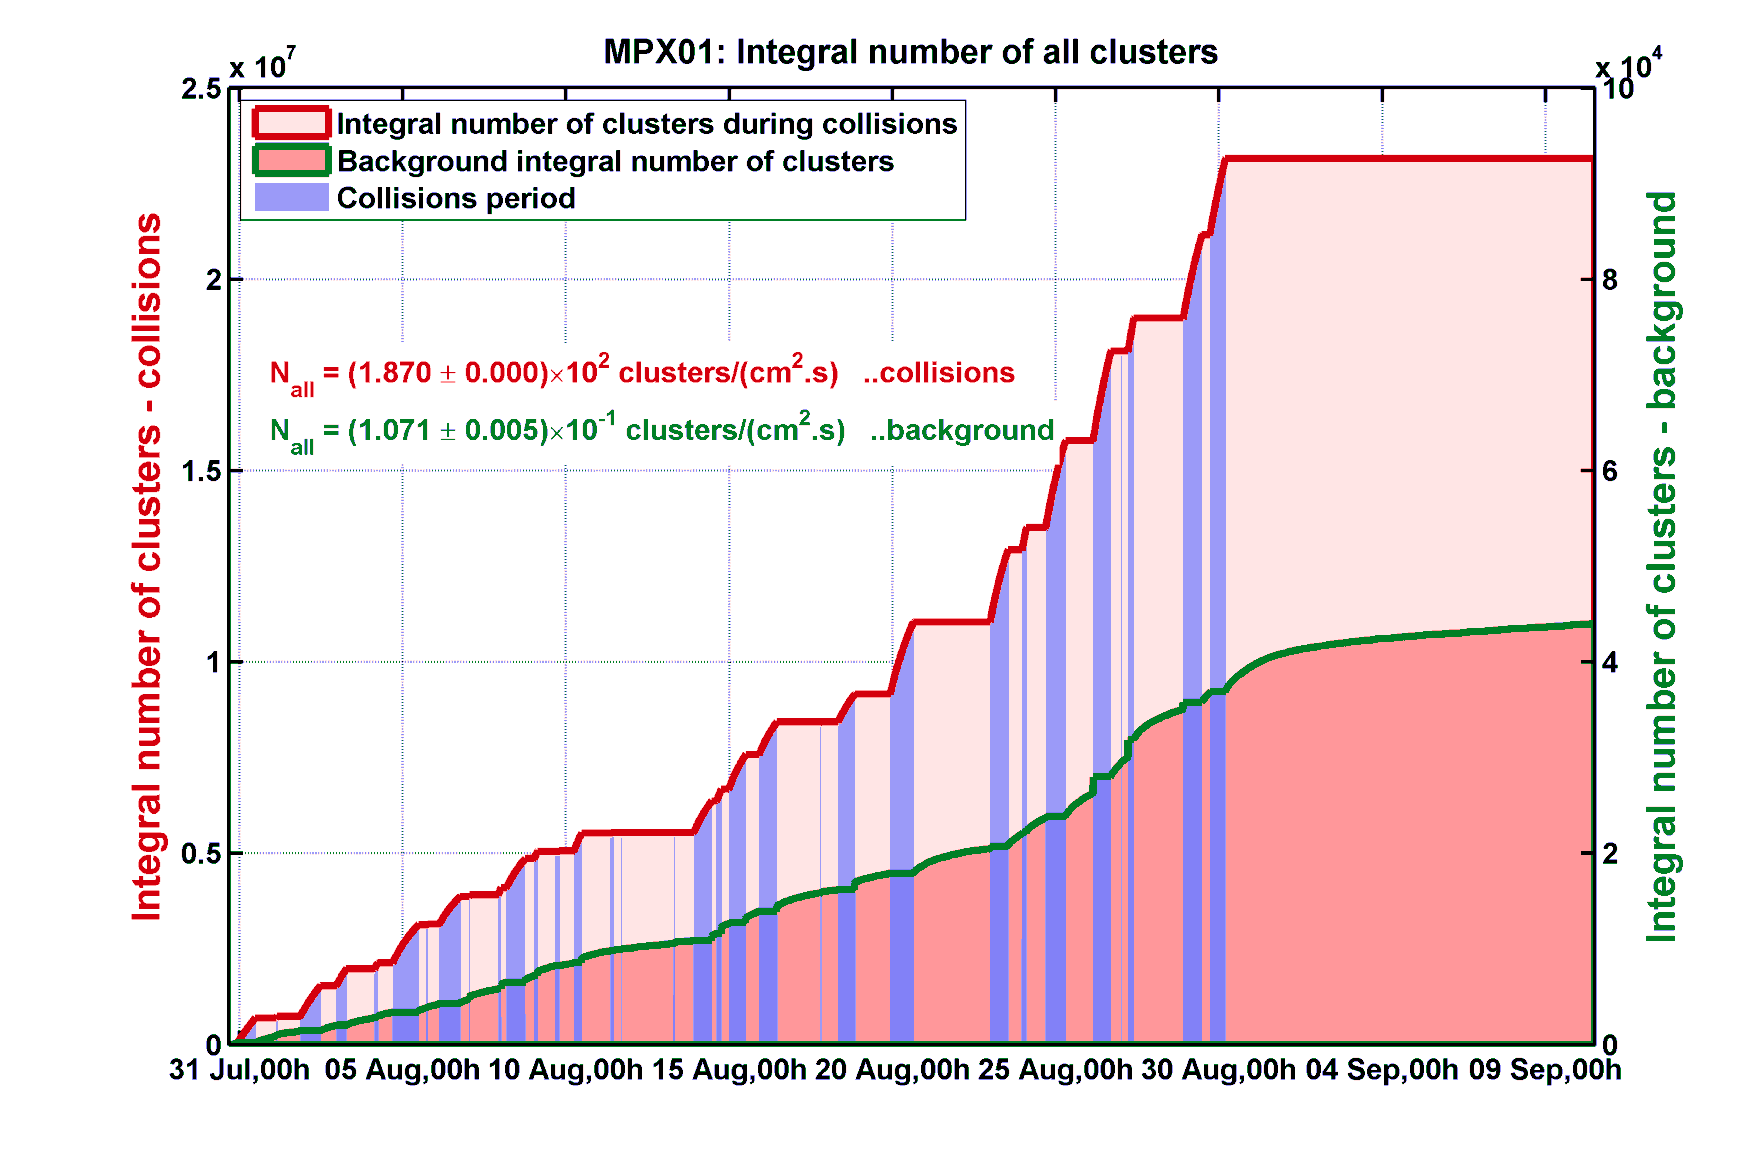 MPX01: Integral number of all clusters
x 10^7
x 10^4
Integral number of clusters during collisions
Background integral number of clusters
Collisions period
N_all = (1.870 ± 0.000)×10^2 clusters/(cm^2.s) ..collisions
N_all = (1.071 ± 0.005)×10^-1 clusters/(cm^2.s) ..background
Integral number of clusters - collisions
2.5
2
1.5
1
0.5
0
Integral number of clusters - background
10
8
6
4
2
0
31 Jul,00h 05 Aug,00h 10 Aug,00h 15 Aug,00h 20 Aug,00h 25 Aug,00h 30 Aug,00h 04 Sep,00h 09 Sep,00h